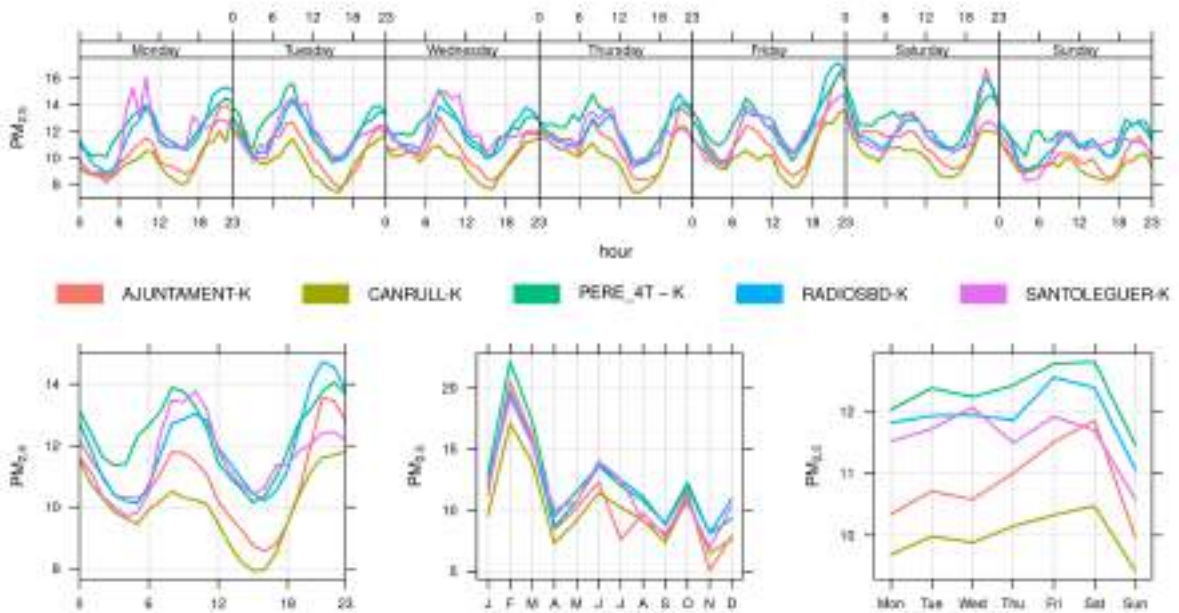 0 6 12 18 23 0 6 12 18 23 0 6 12 18 23
Monday Tuesday Wednesday Thursday Friday Saturday Sunday
16
14
12
10
8
PM2.5
0 6 12 18 23 0 6 12 18 23 0 6 12 18 23 0 6 12 18 23
hour
AJUNTAMENT-K CANRULL-K PERE_4T – K RADIOSBD-K SANTOLEGUER-K
14
12
10
8
PM2.5
0 6 12 18 23
20
15
10
5
PM2.5
J F M A M J J A S O N D
12
11
10
PM2.5
Mon Tue Wed Thu Fri Sat Sun